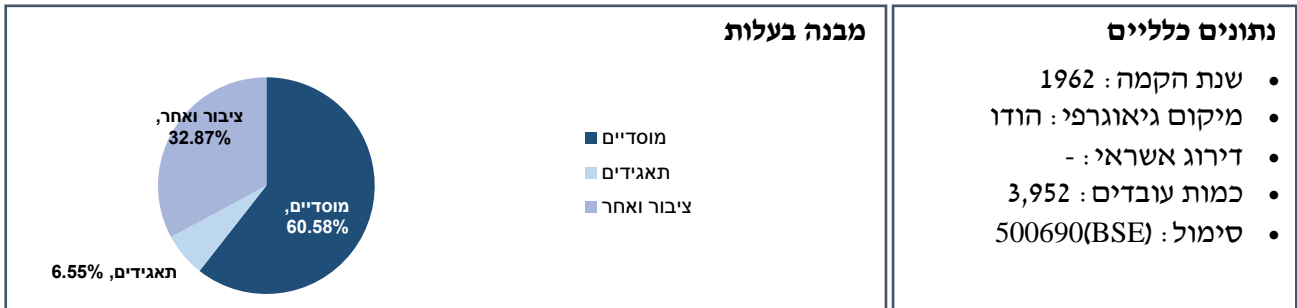 נתונים כלליים
• שנת הקמה: 1962
• מיקום גיאוגרפי: הודו
• דירוג אשראי: -
• כמות עובדים: 3,952
• סימול: 500690(BSE)
מבנה בעלות
מוסדיים
תאגידים
ציבור ואחר
ציבור ואחר,
32.87%
מוסדיים,
60.58%
תאגידים, 6.55%